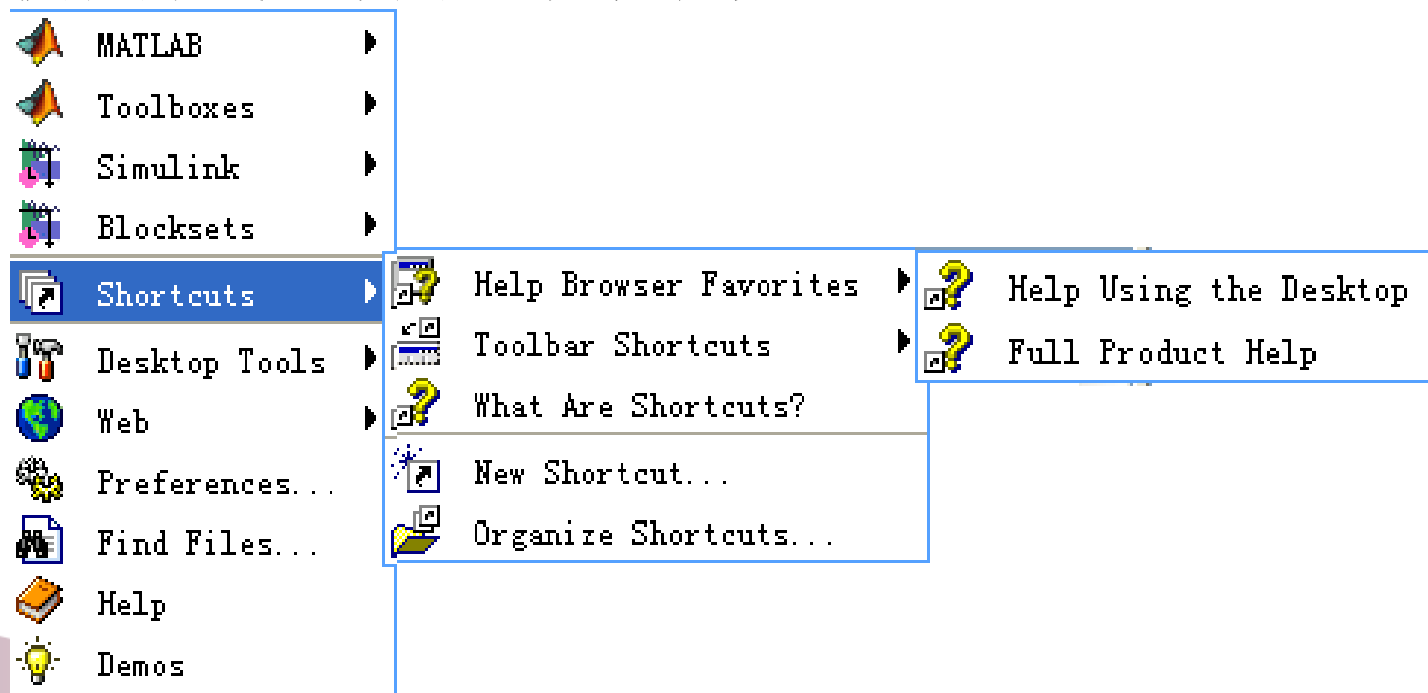 MATLAB
Toolboxes
Simulink
Blocksets
Shortcuts
Desktop Tools
Web
Preferences...
Find Files...
Help
Demos
Help Browser Favorites
Toolbar Shortcuts
What Are Shortcuts?
New Shortcut...
Organize Shortcuts...
Help Using the Desktop
Full Product Help